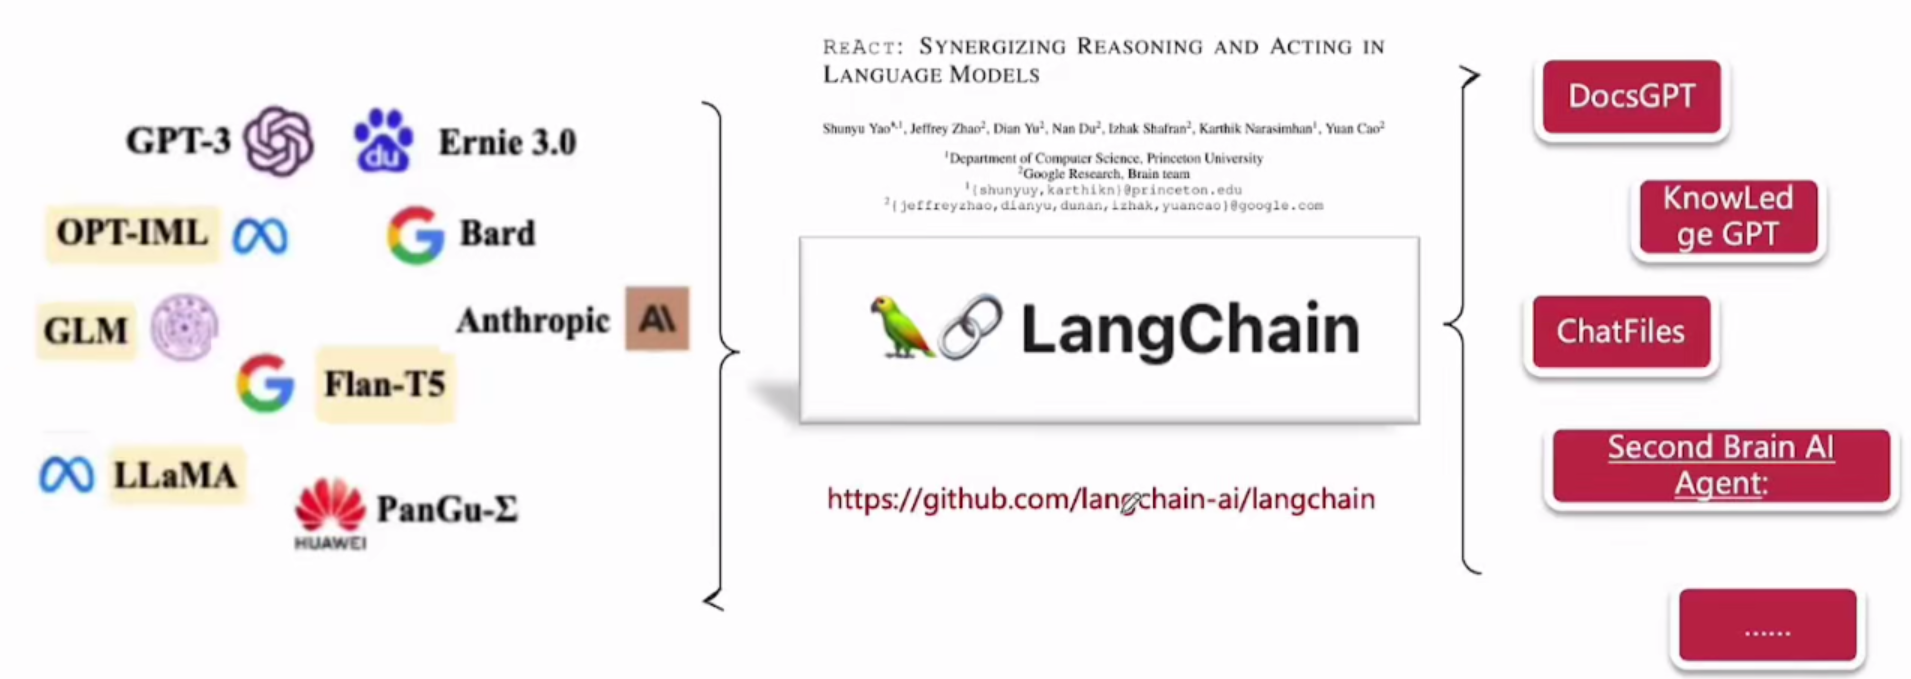 GPT-3
du
Ernie 3.0
OPT-IML
Bard
GLM
Anthropic AI
Flan-T5
LLaMA
PanGu-Σ
HUAWEI
REACT: SYNERGIZING REASONING AND ACTING IN
LANGUAGE MODELS
Shunyu Yao*,1, Jeffrey Zhao2, Dian Yu2, Nan Du2, Izhak Shafran2, Karthik Narasimhan1, Yuan Cao2
1Department of Computer Science, Princeton University
2Google Research, Brain team
1{shunyuy,karthikn}@princeton.edu
2{jeffreyzhao,dianyu,dunan,izhak,yuancao}@google.com
LangChain
https://github.com/langchain-ai/langchain
DocsGPT
KnowLed
ge GPT
ChatFiles
Second Brain AI
Agent:
......